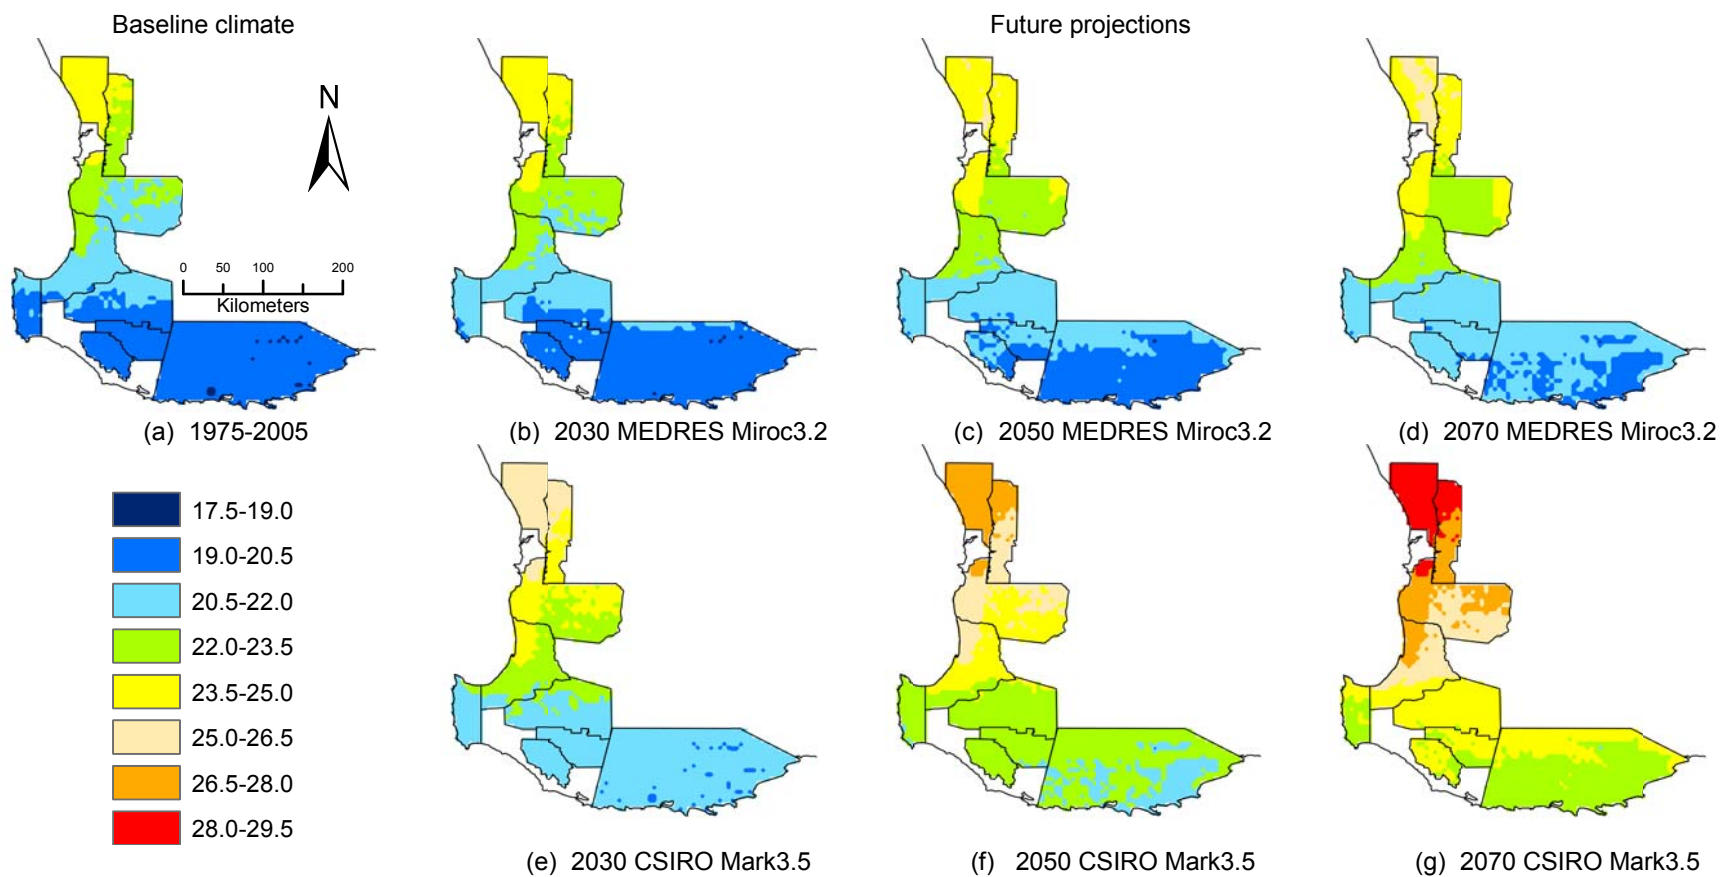 Baseline climate
Future projections
N
0 50 100 200
Kilometers
(a) 1975-2005
(b) 2030 MEDRES Miroc3.2
(c) 2050 MEDRES Miroc3.2
(d) 2070 MEDRES Miroc3.2
17.5-19.0
19.0-20.5
20.5-22.0
22.0-23.5
23.5-25.0
25.0-26.5
26.5-28.0
28.0-29.5
(e) 2030 CSIRO Mark3.5
(f) 2050 CSIRO Mark3.5
(g) 2070 CSIRO Mark3.5